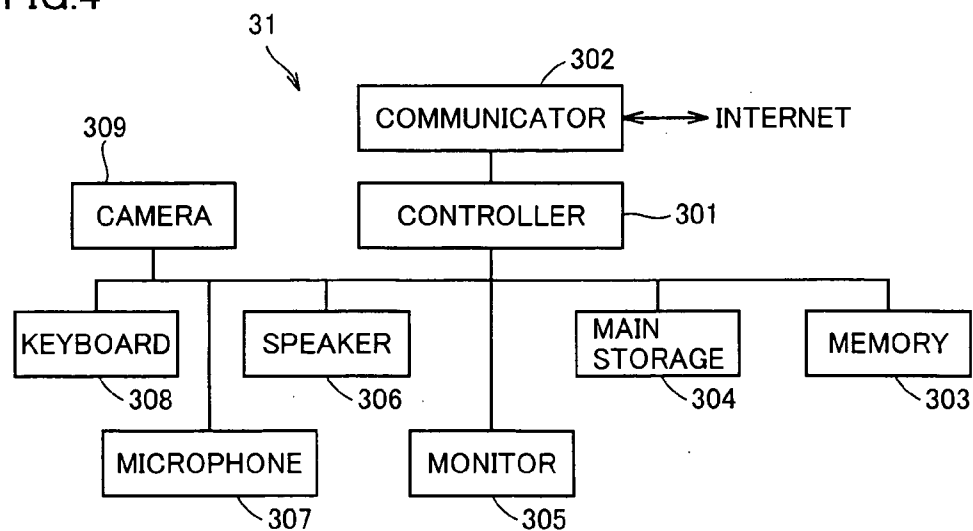 FIG.4
31
302
COMMUNICATOR
INTERNET
309
CAMERA
CONTROLLER
301
KEYBOARD
308
SPEAKER
306
MAIN
STORAGE
304
MEMORY
303
MICROPHONE
307
MONITOR
305